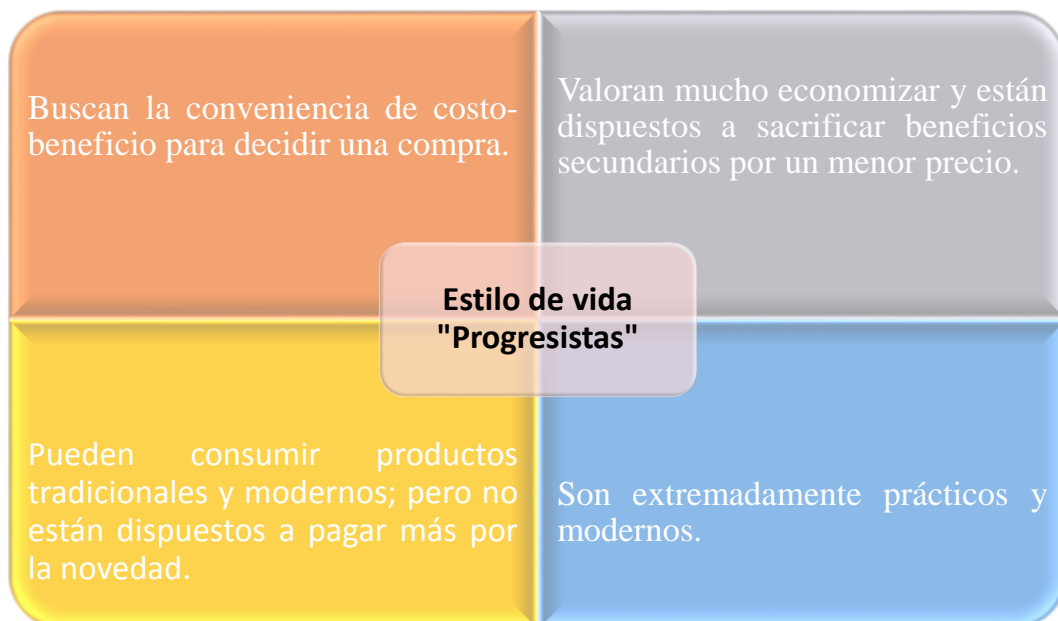 Buscan la conveniencia de costo-
beneficio para decidir una compra.
Valoran mucho economizar y están
dispuestos a sacrificar beneficios
secundarios por un menor precio.
Estilo de vida
"Progresistas"
Pueden consumir productos
tradicionales y modernos; pero no
están dispuestos a pagar más por
la novedad.
Son extremadamente prácticos y
modernos.